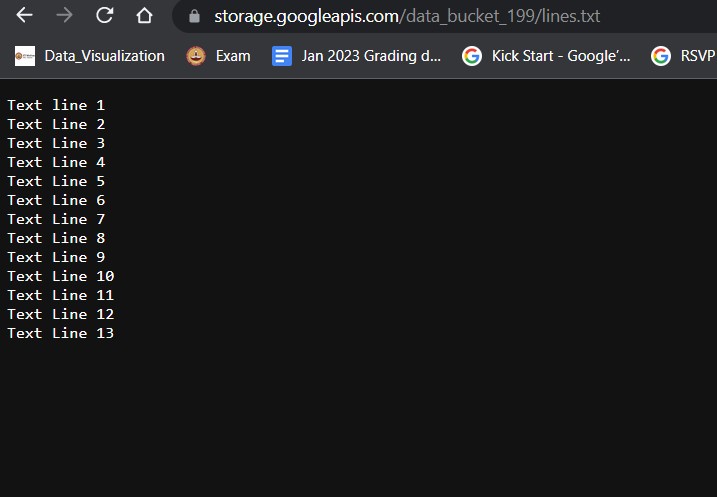 storage.googleapis.com/data_bucket_199/lines.txt
Data_Visualization Exam Jan 2023 Grading d... Kick Start - Google'... RSVP
Text line 1
Text Line 2
Text Line 3
Text Line 4
Text Line 5
Text Line 6
Text Line 7
Text Line 8
Text Line 9
Text Line 10
Text Line 11
Text Line 12
Text Line 13